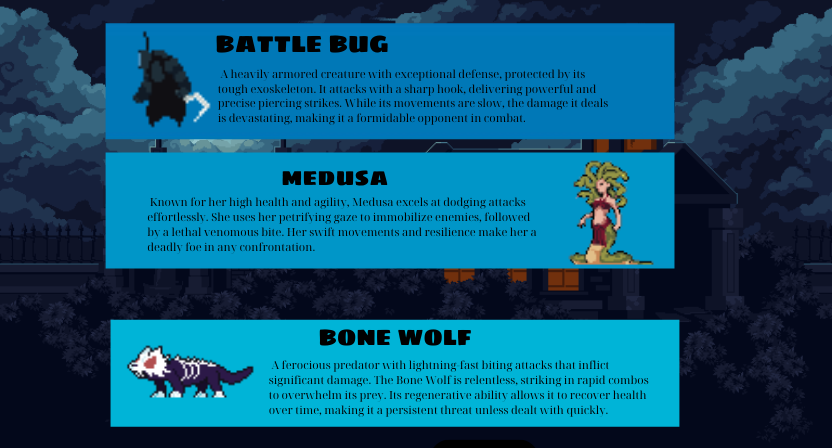 BATTLE BUG
A heavily armored creature with exceptional defense, protected by its
tough exoskeleton. It attacks with a sharp hook, delivering powerful and
precise piercing strikes. While its movements are slow, the damage it deals
is devastating, making it a formidable opponent in combat.
MEDUSA
Known for her high health and agility, Medusa excels at dodging attacks
effortlessly. She uses her petrifying gaze to immobilize enemies, followed
by a lethal venomous bite. Her swift movements and resilience make her a
deadly foe in any confrontation.
BONE WOLF
A ferocious predator with lightning-fast biting attacks that inflict
significant damage. The Bone Wolf is relentless, striking in rapid combos
to overwhelm its prey. Its regenerative ability allows it to recover health
over time, making it a persistent threat unless dealt with quickly.